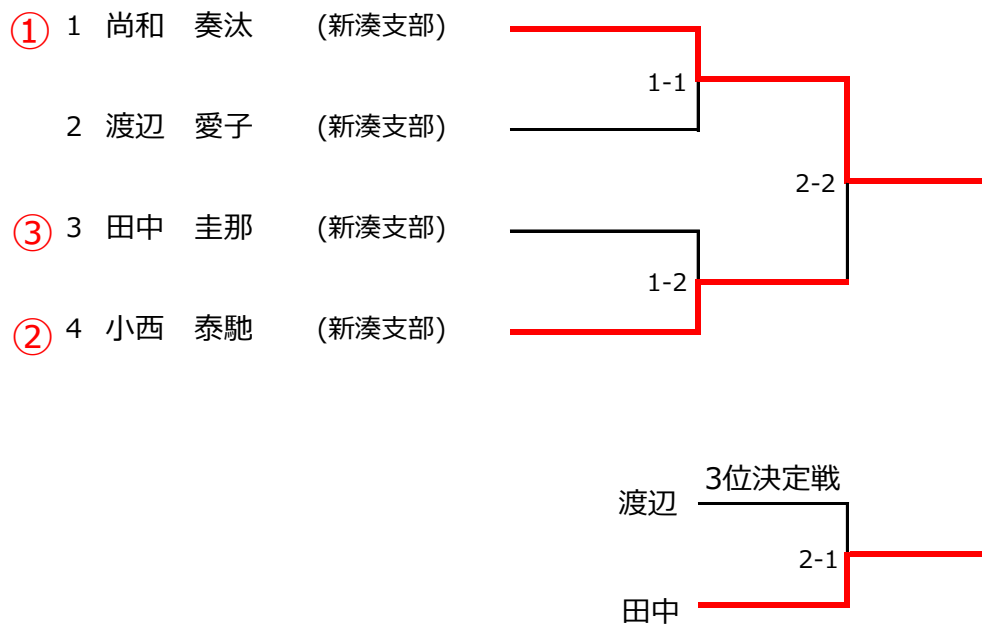 ① 1 尚和 奏汰 (新湊支部)
1-1
2 渡辺 愛子 (新湊支部)
2-2
③ 3 田中 圭那 (新湊支部)
1-2
② 4 小西 泰馳 (新湊支部)
3位決定戦
渡辺
2-1
田中